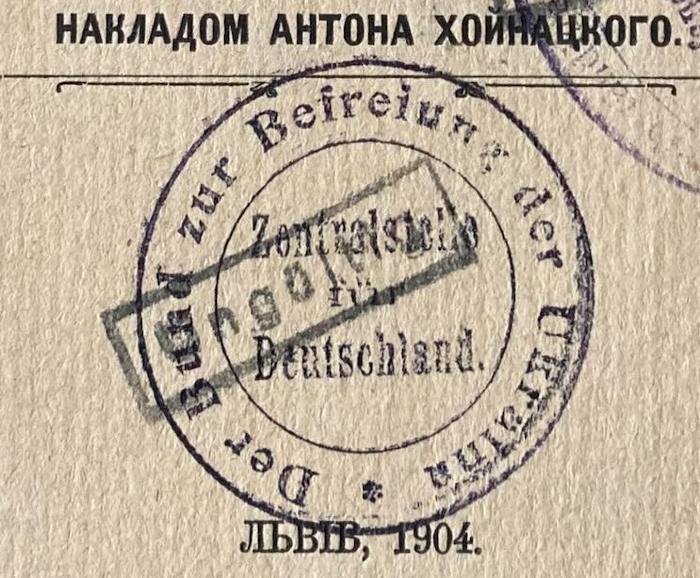 НАКЛАДОМ АНТОНА ХОЙНАЦКОГО.
Der Bund zur Befreiung der Ukraina *
Zentralstelle
für
Deutschland.
ЛЬВІВ, 1904.